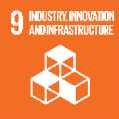 9 INDUSTRY, INNOVATION
AND INFRASTRUCTURE